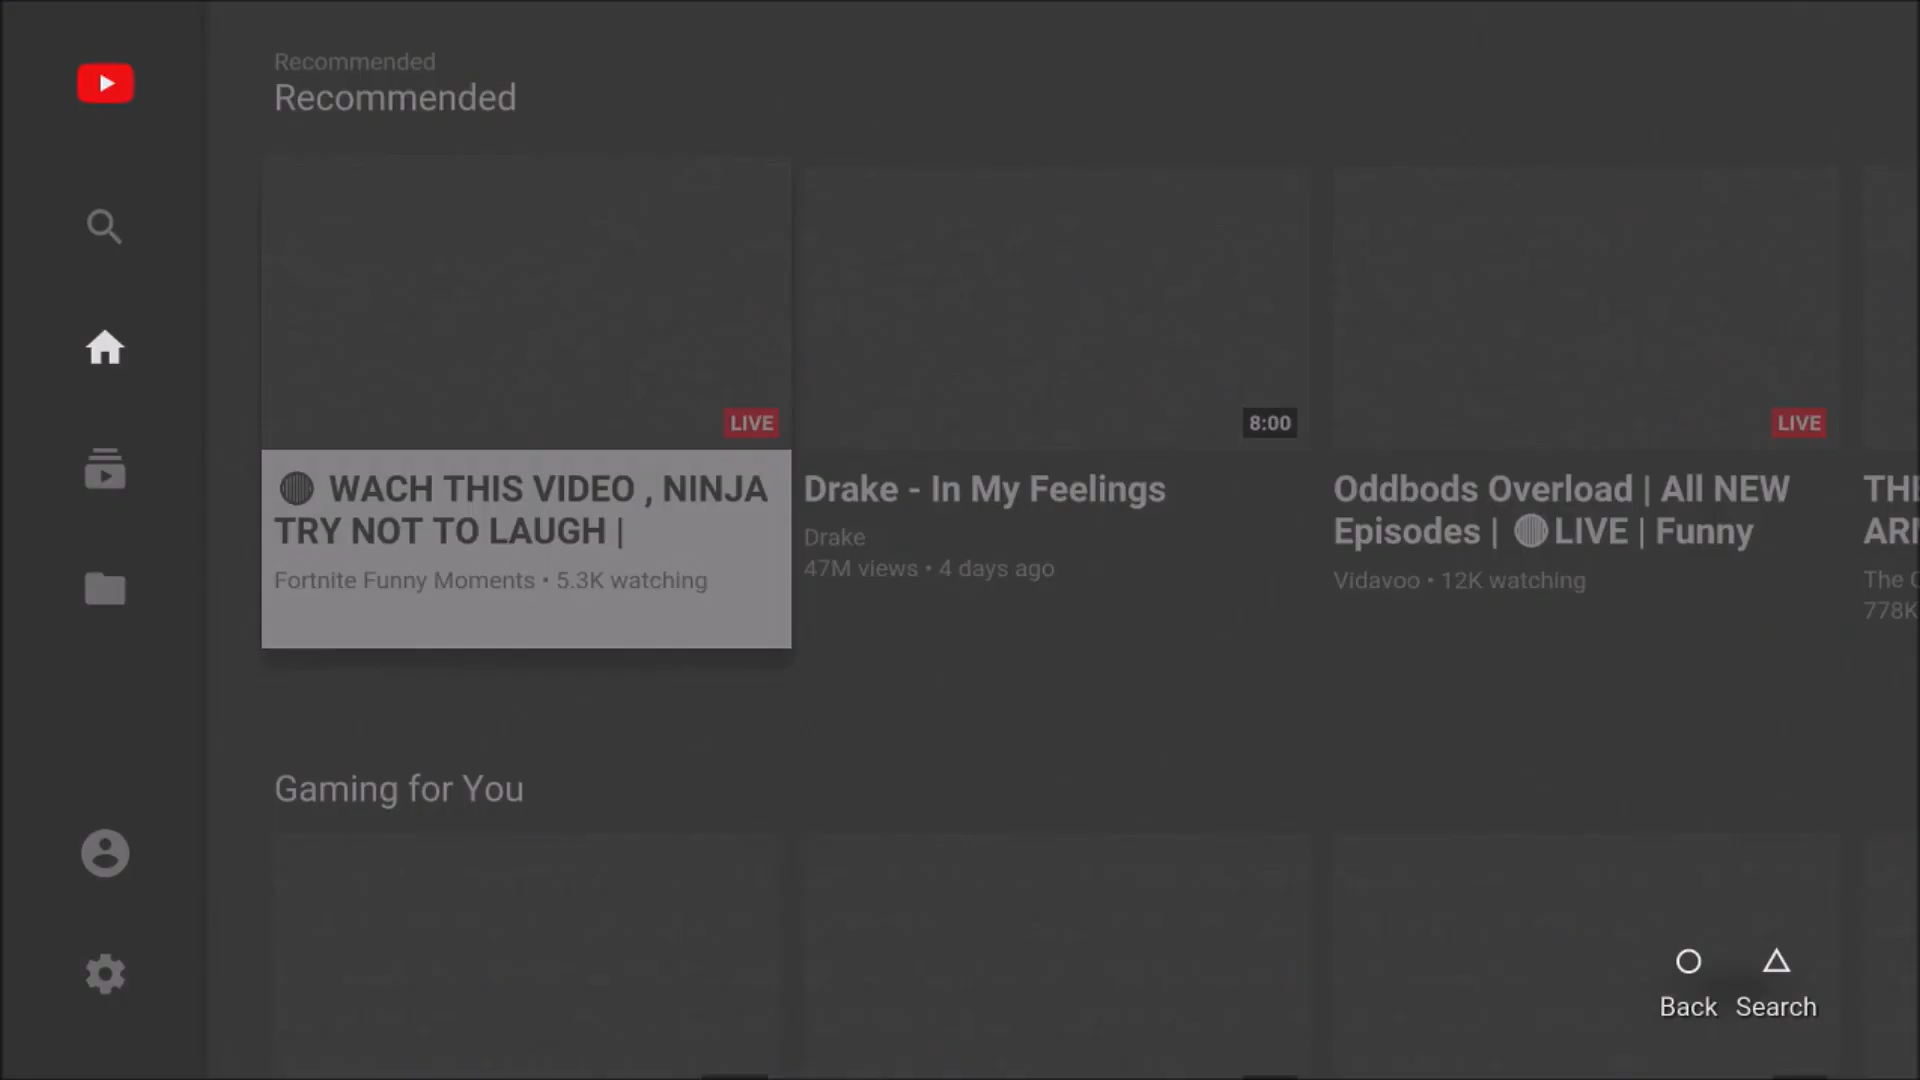 Recommended
Recommended
LIVE
8:00
LIVE
WACH THIS VIDEO , NINJA
TRY NOT TO LAUGH |
Fortnite Funny Moments • 5.3K watching
Drake - In My Feelings
Drake
47M views • 4 days ago
Oddbods Overload | All NEW
Episodes | LIVE | Funny
Vidavoo • 12K watching
The
778K
Gaming for You
Back
Search